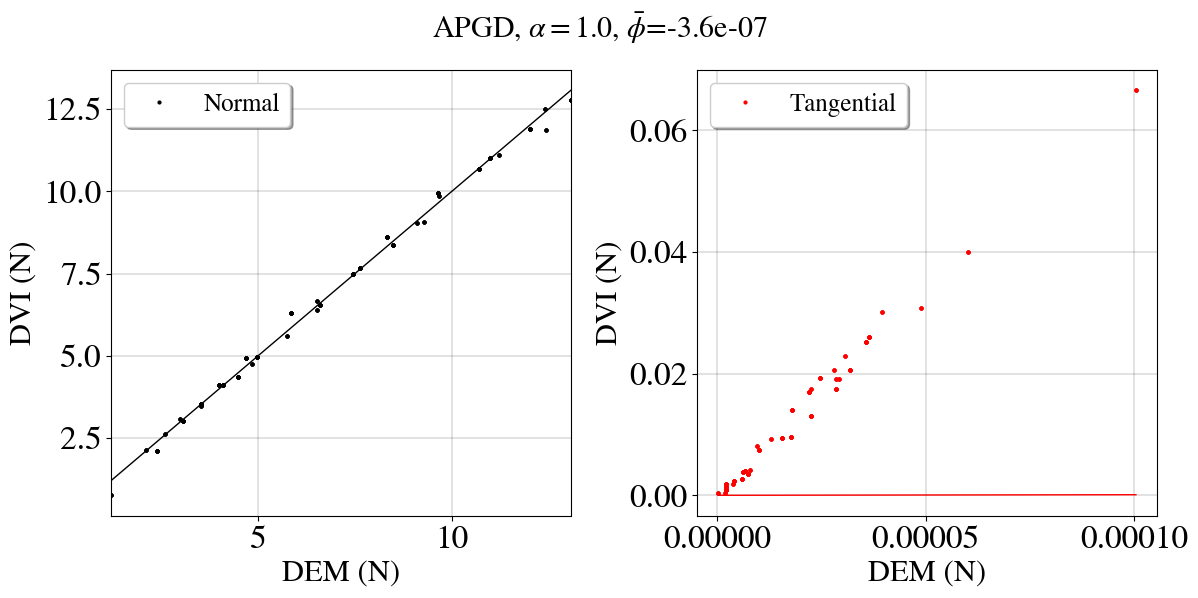 APGD, α = 1.0, ϕ̄=-3.6e-07
Normal
12.5
10.0
7.5
5.0
2.5
5
10
DVI (N)
DEM (N)
Tangential
0.06
0.04
0.02
0.00
0.00000
0.00005
0.00010
DVI (N)
DEM (N)